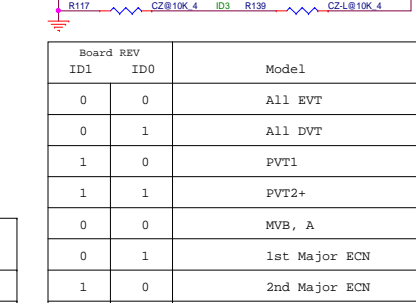 R117 CZ@10K_4 ID3 R139 CZ-L@10K_4
Board REV
ID1 ID0 Model
0 0 All EVT
0 1 All DVT
1 0 PVT1
1 1 PVT2+
0 0 MVB, A
0 1 1st Major ECN
1 0 2nd Major ECN